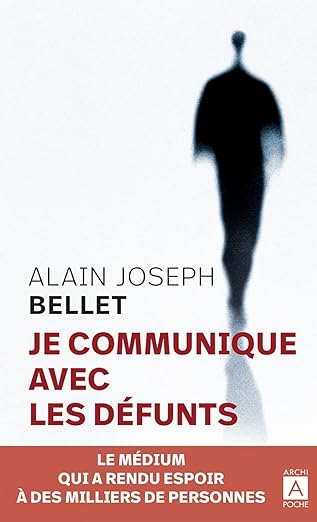 ALAIN JOSEPH
BELLET
JE COMMUNIQUE
AVEC
LES DÉFUNTS
LE MÉDIUM
QUI A RENDU ESPOIR
À DES MILLIERS DE PERSONNES
ARCHI
A
POCHE